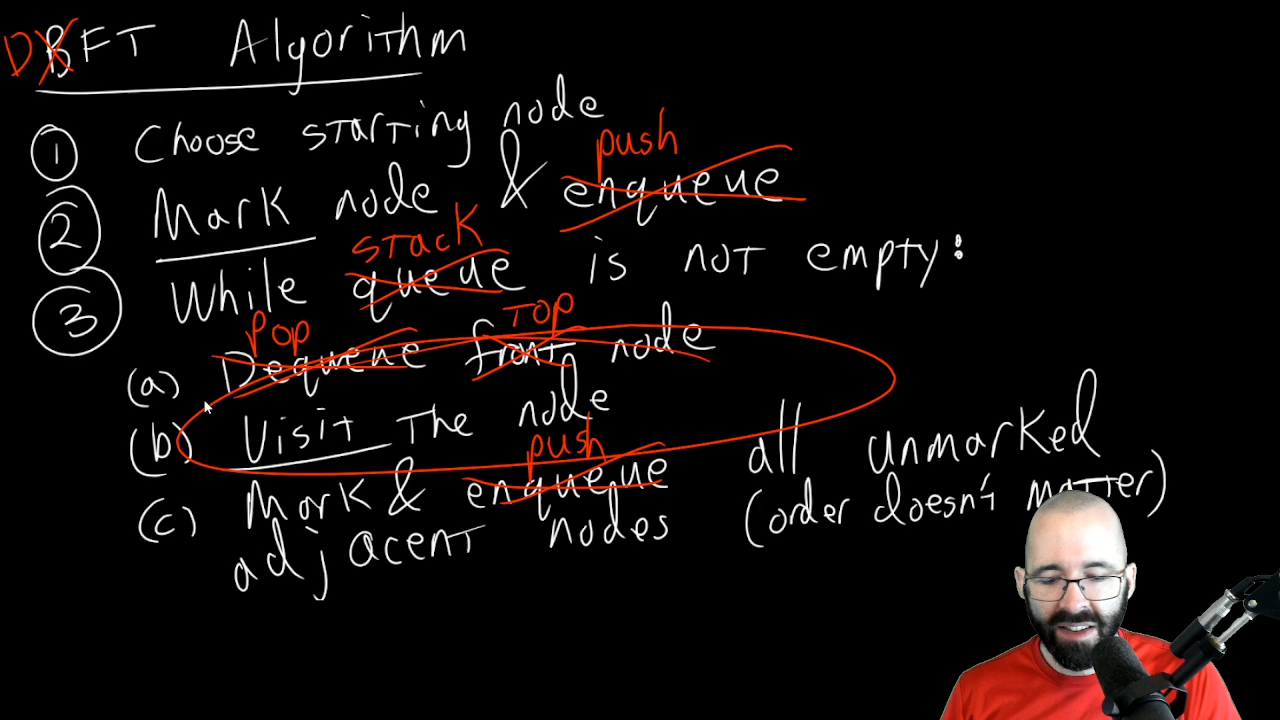 DBFT Algorithm
① Choose starting node
push
② Mark node & enqueue
stack
③ While queue is not empty:
Pop TOP
(a) Dequeue front node
(b) Visit the node
push
(c) Mark & enqueue all unmarked
adjacent nodes (order doesn't matter)